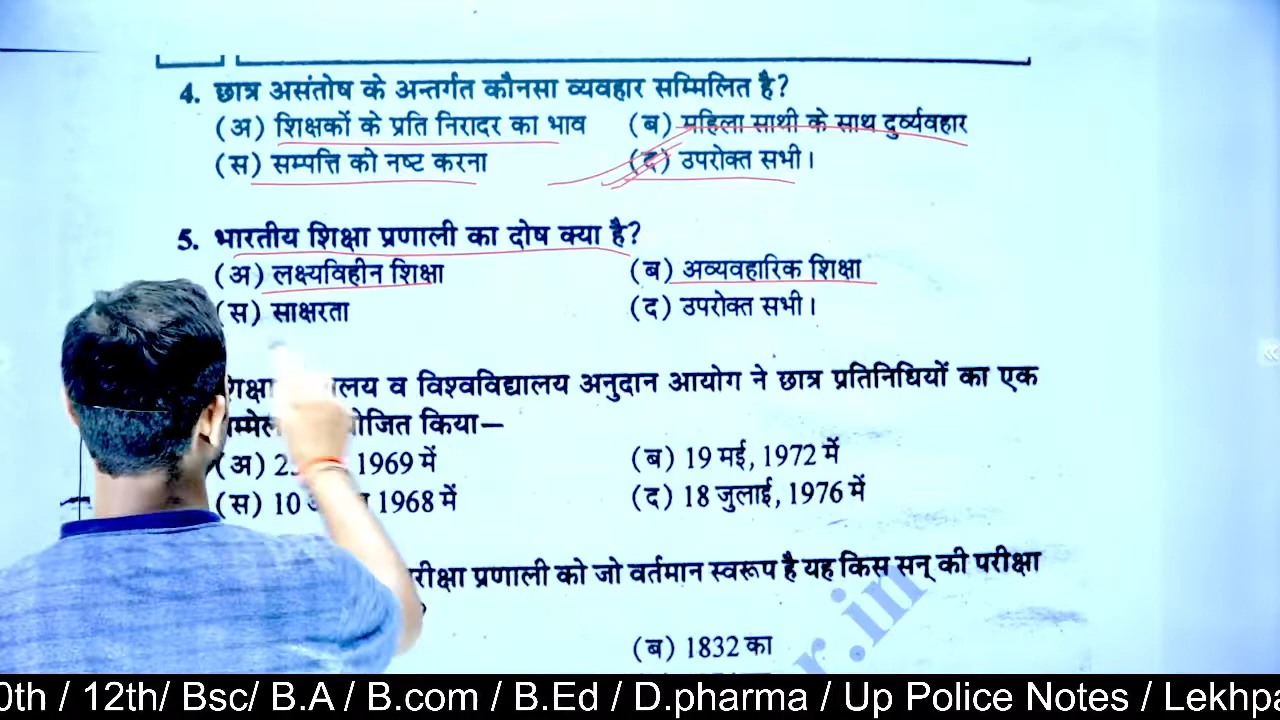 4. छात्र असंतोष के अन्तर्गत कौनसा व्यवहार सम्मिलित है?
(अ) शिक्षकों के प्रति निरादर का भाव (ब) महिला साथी के साथ दुर्व्यवहार
(स) सम्पत्ति को नष्ट करना (द) उपरोक्त सभी।
5. भारतीय शिक्षा प्रणाली का दोष क्या है?
(अ) लक्ष्यविहीन शिक्षा (ब) अव्यवहारिक शिक्षा
(स) साक्षरता (द) उपरोक्त सभी।
व विश्वविद्यालय अनुदान आयोग ने छात्र प्रतिनिधियों का एक
किया—
(अ) 1969 में (ब) 19 मई, 1972 में
(स) 10 1968 में (द) 18 जुलाई, 1976 में
प्रणाली को जो वर्तमान स्वरूप है यह किस सन् की परीक्षा
(ब) 1832 का
r.in
0th / 12th/ Bsc/ B.A / B.com / B.Ed / D.pharma / Up Police Notes / Lekhpa